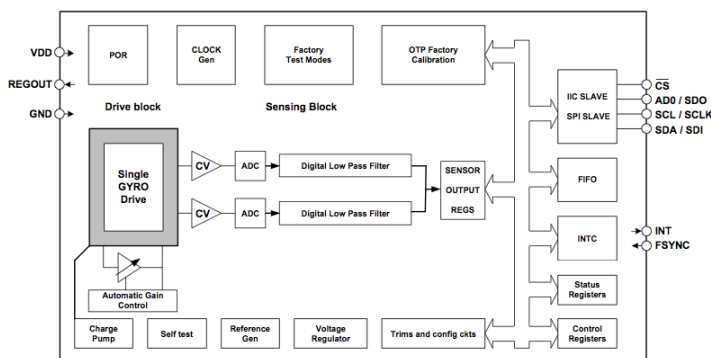 VDD
REGOUT
GND
POR
CLOCK
Gen
Factory
Test Modes
OTP Factory
Calibration
Drive block
Sensing Block
Single
GYRO
Drive
CV
ADC
Digital Low Pass Filter
CV
ADC
Digital Low Pass Filter
SENSOR
OUTPUT
REGS
Automatic Gain
Control
Charge
Pump
Self test
Reference
Gen
Voltage
Regulator
Trims and config ckts
IIC SLAVE
SPI SLAVE
FIFO
INTC
Status
Registers
Control
Registers
CS
AD0 / SDO
SCL / SCLK
SDA / SDI
INT
FSYNC